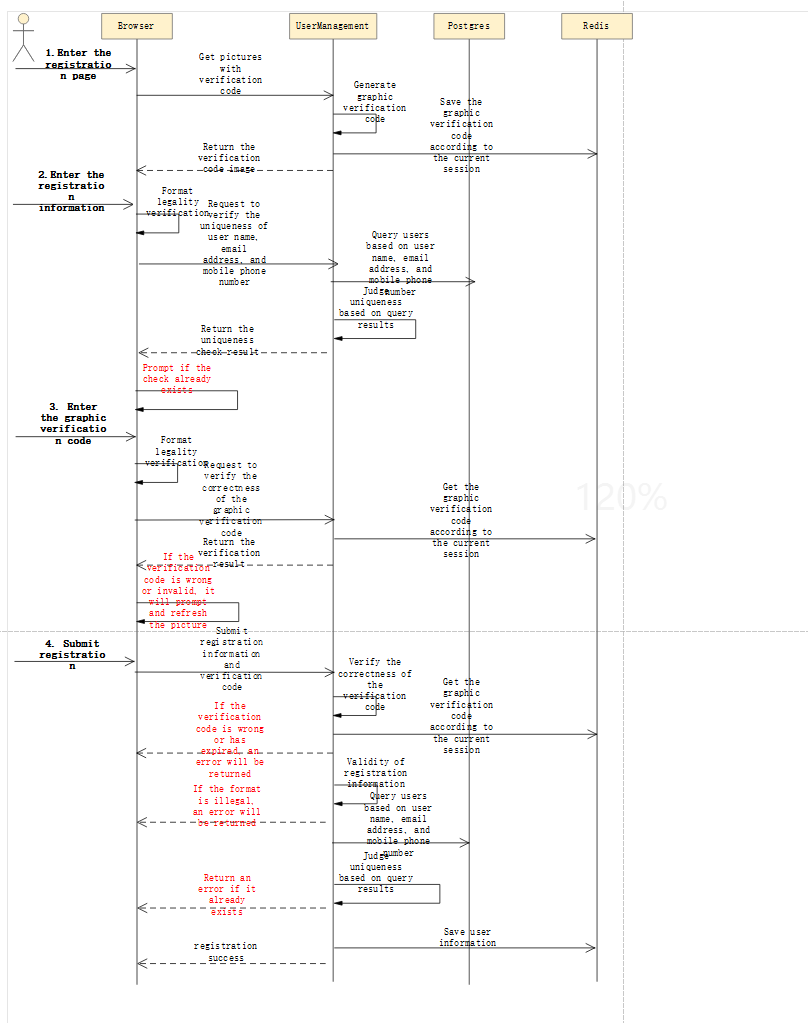 Browser
UserManagement
Postgres
Redis
1.Enter the
registratio
n page
Get pictures
with
verification
code
Generate
graphic
verification
code
Save the
graphic
verification
code
according to
the current
session
Return the
verification
code image
2.Enter the
registratio
n
information
Format
legality
verification
Request to
verify the
uniqueness of
user name,
email
address, and
mobile phone
number
Query users
based on user
name, email
address, and
mobile phone
number
Judge
uniqueness
based on query
results
Return the
uniqueness
check result
Prompt if the
check already
exists
3. Enter
the graphic
verificatio
n code
Format
legality
verification
Request to
verify the
correctness
of the
graphic
verification
code
Get the
graphic
verification
code
according to
the current
session
120%
Return the
verification
result
If the
verification
code is wrong
or invalid, it
will prompt
and refresh
the picture
4. Submit
registratio
n
Submit
registration
information
and
verification
code
Verify the
correctness of
the
verification
code
Get the
graphic
verification
code
according to
the current
session
If the
verification
code is wrong
or has
expired, an
error will be
returned
Validity of
registration
information
If the format
is illegal,
an error will
be returned
Query users
based on user
name, email
address, and
mobile phone
number
Judge
uniqueness
based on query
results
Return an
error if it
already
exists
Save user
information
registration
success